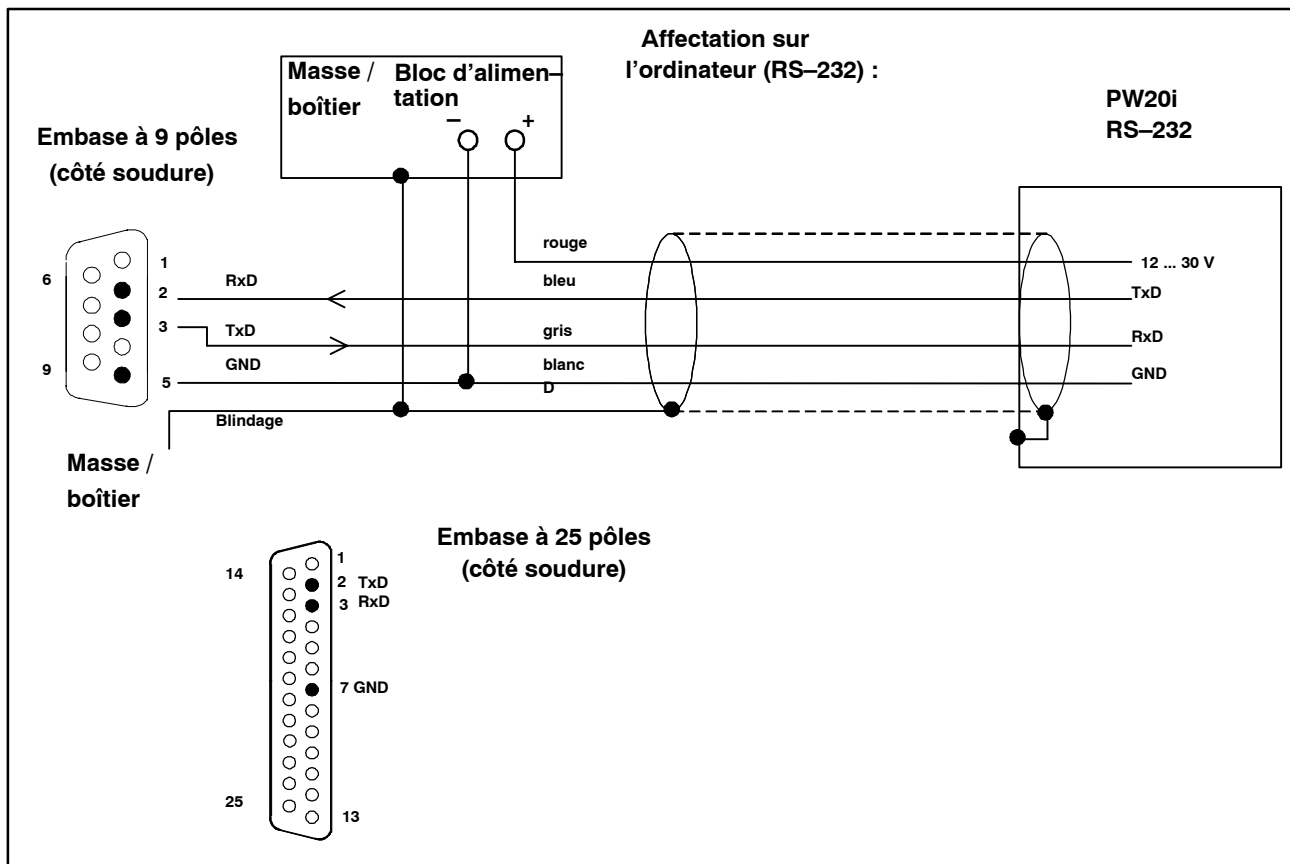 Affectation sur
l'ordinateur (RS–232) :
Masse /
boîtier
Bloc d'alimen–
tation
– +
PW20i
RS–232
Embase à 9 pôles
(côté soudure)
rouge
12 ... 30 V
1
6
2
RxD
bleu
TxD
3
TxD
gris
RxD
9
5
GND
blanc
D
GND
Blindage
Masse /
boîtier
Embase à 25 pôles
(côté soudure)
1
14
2 TxD
3 RxD
7 GND
25
13